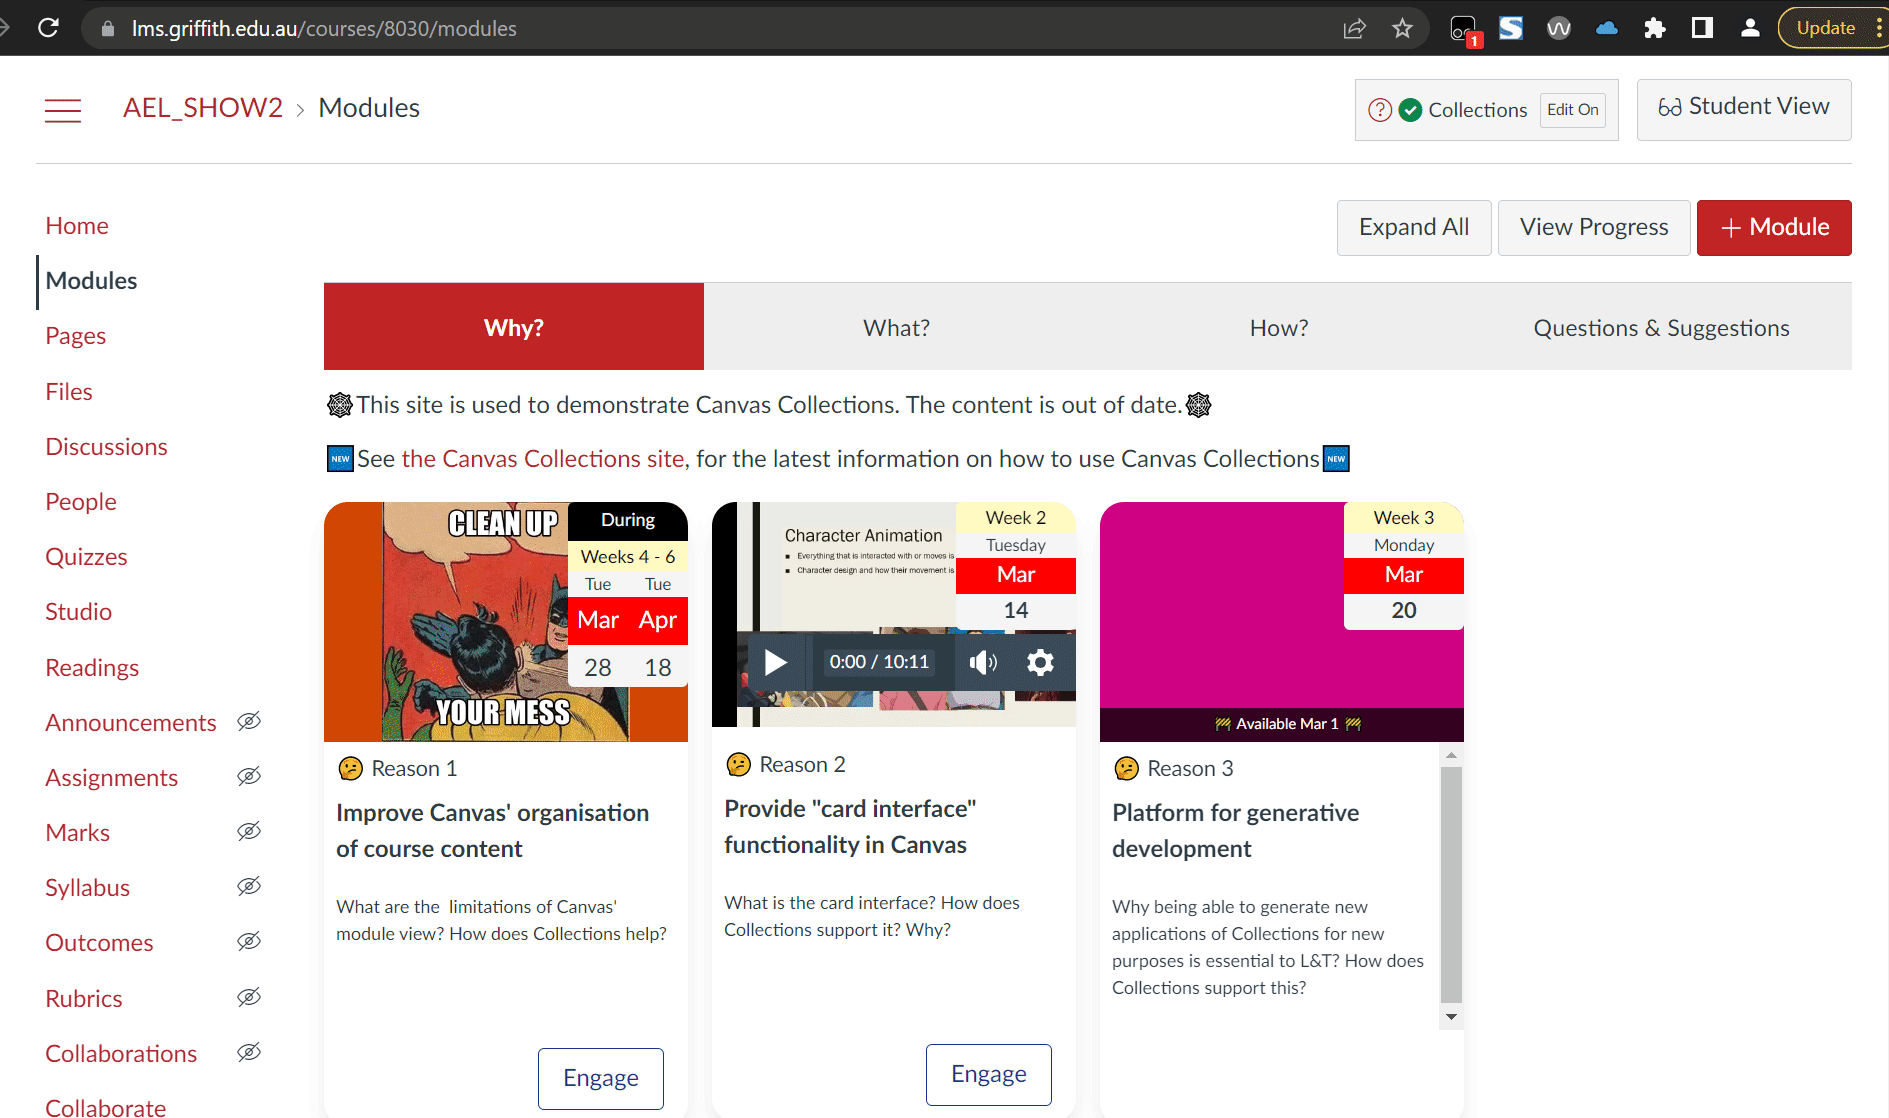 lms.griffith.edu.au/courses/8030/modules
1
Update
AEL_SHOW2 › Modules
? Collections Edit On
Student View
Expand All
View Progress
+ Module
Home
Modules
Pages
Files
Discussions
People
Quizzes
Studio
Readings
Announcements
Assignments
Marks
Syllabus
Outcomes
Rubrics
Collaborations
Collaborate
Why?
What?
How?
Questions & Suggestions
This site is used to demonstrate Canvas Collections. The content is out of date.
NEW See the Canvas Collections site, for the latest information on how to use Canvas Collections NEW
CLEAN UP
YOUR MESS
During
Weeks 4 - 6
Tue Tue
Mar Apr
28 18
🤔 Reason 1
Improve Canvas' organisation
of course content
What are the limitations of Canvas'
module view? How does Collections help?
Engage
Character Animation
Everything that is interacted with or moves is
Character design and how their movement is
Week 2
Tuesday
Mar
14
0:00 / 10:11
🤔 Reason 2
Provide "card interface"
functionality in Canvas
What is the card interface? How does
Collections support it? Why?
Engage
Week 3
Monday
Mar
20
🚧 Available Mar 1 🚧
🤔 Reason 3
Platform for generative
development
Why being able to generate new
applications of Collections for new
purposes is essential to L&T? How does
Collections support this?